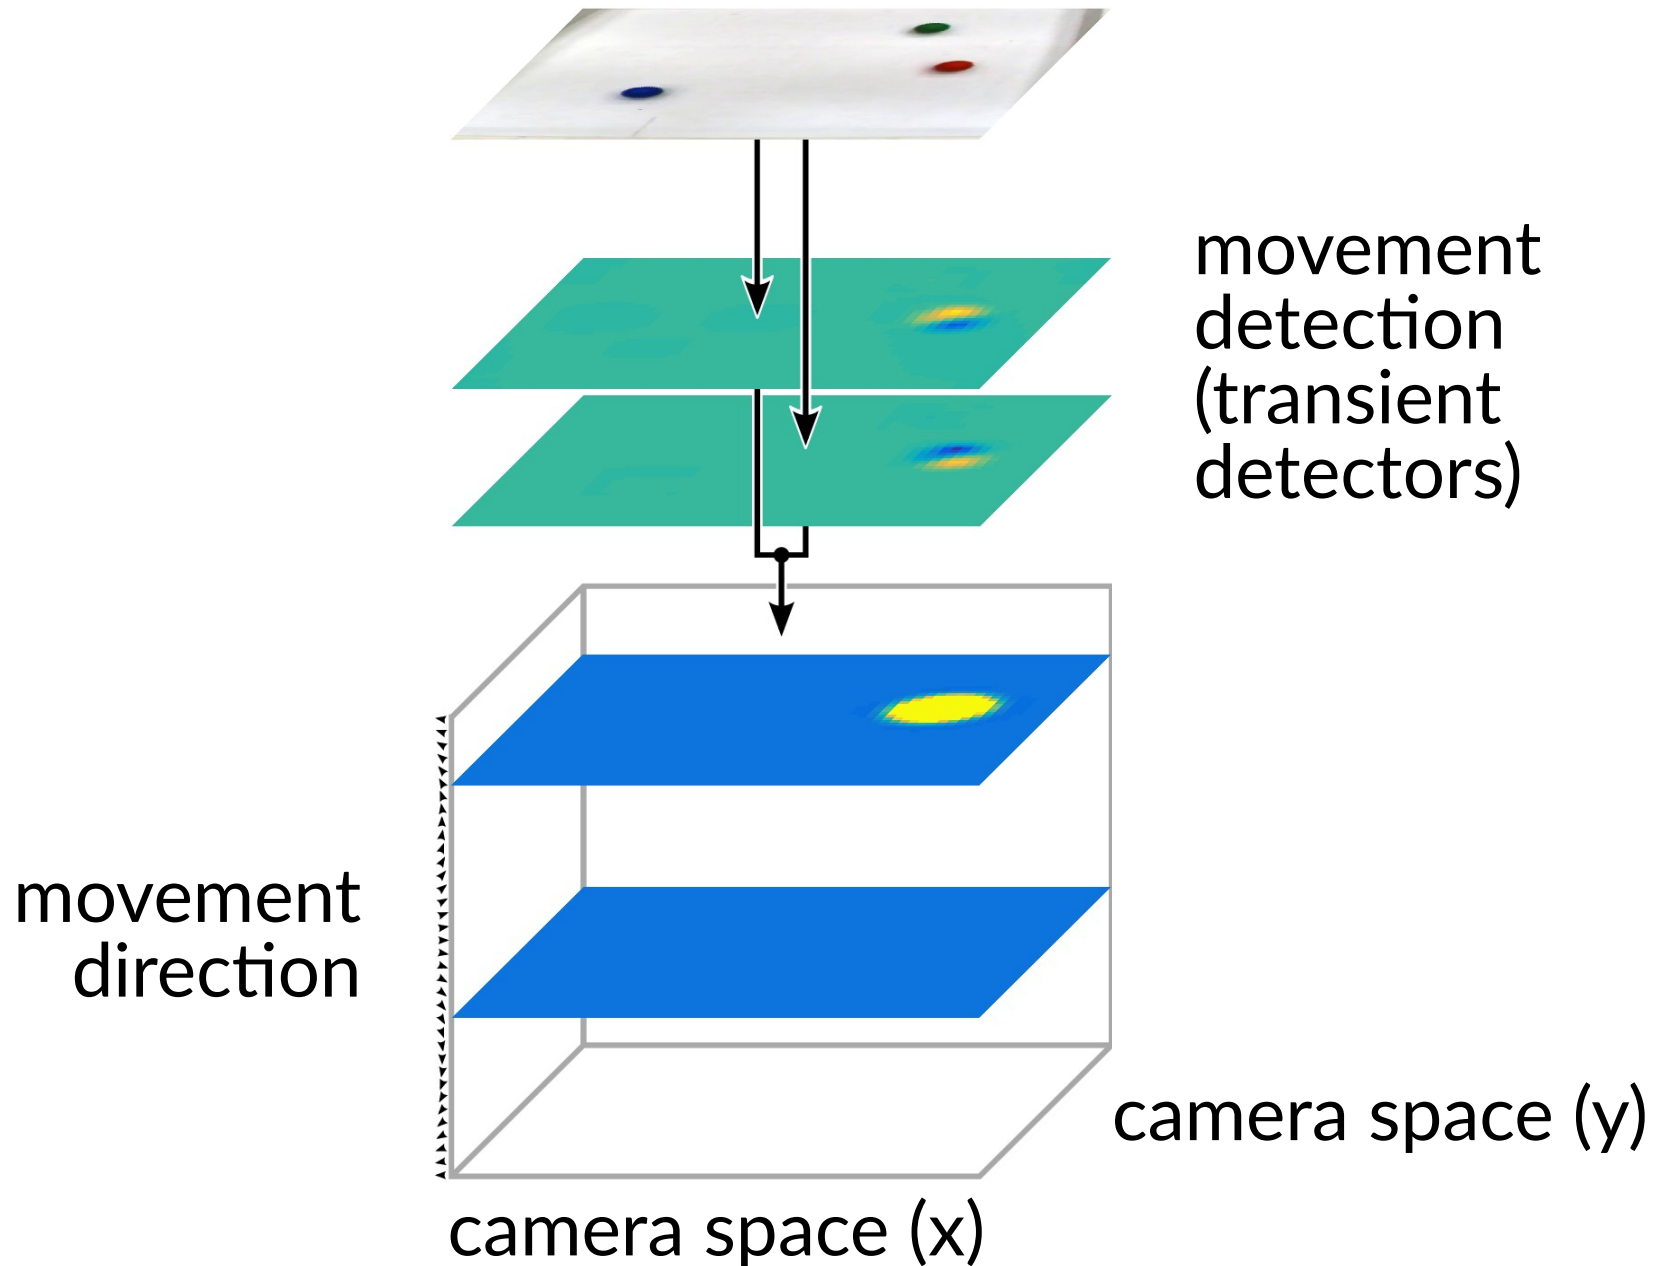 movement
detection
(transient
detectors)
movement
direction
camera space (y)
camera space (x)